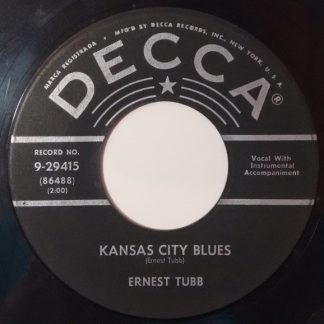 MARCA REGISTRADA • MF'D BY DECCA RECORDS, INC., NEW YORK, U.S.A.
DECCA®
RECORD NO.
9-29415
(86488)
(2:00)
Vocal With
Instrumental
Accompaniment
KANSAS CITY BLUES
(Ernest Tubb)
ERNEST TUBB